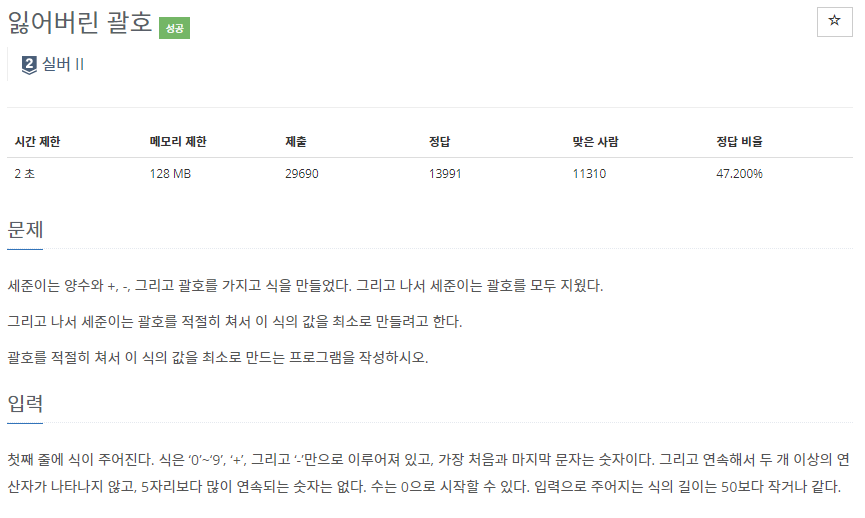 잃어버린 괄호 성공
☆
2 실버 II
시간 제한 메모리 제한 제출 정답 맞은 사람 정답 비율
2 초 128 MB 29690 13991 11310 47.200%
문제
세준이는 양수와 +, -, 그리고 괄호를 가지고 식을 만들었다. 그리고 나서 세준이는 괄호를 모두 지웠다.
그리고 나서 세준이는 괄호를 적절히 쳐서 이 식의 값을 최소로 만들려고 한다.
괄호를 적절히 쳐서 이 식의 값을 최소로 만드는 프로그램을 작성하시오.
입력
첫째 줄에 식이 주어진다. 식은 ‘0’~‘9’, ‘+’, 그리고 ‘-’만으로 이루어져 있고, 가장 처음과 마지막 문자는 숫자이다. 그리고 연속해서 두 개 이상의 연
산자가 나타나지 않고, 5자리보다 많이 연속되는 숫자는 없다. 수는 0으로 시작할 수 있다. 입력으로 주어지는 식의 길이는 50보다 작거나 같다.